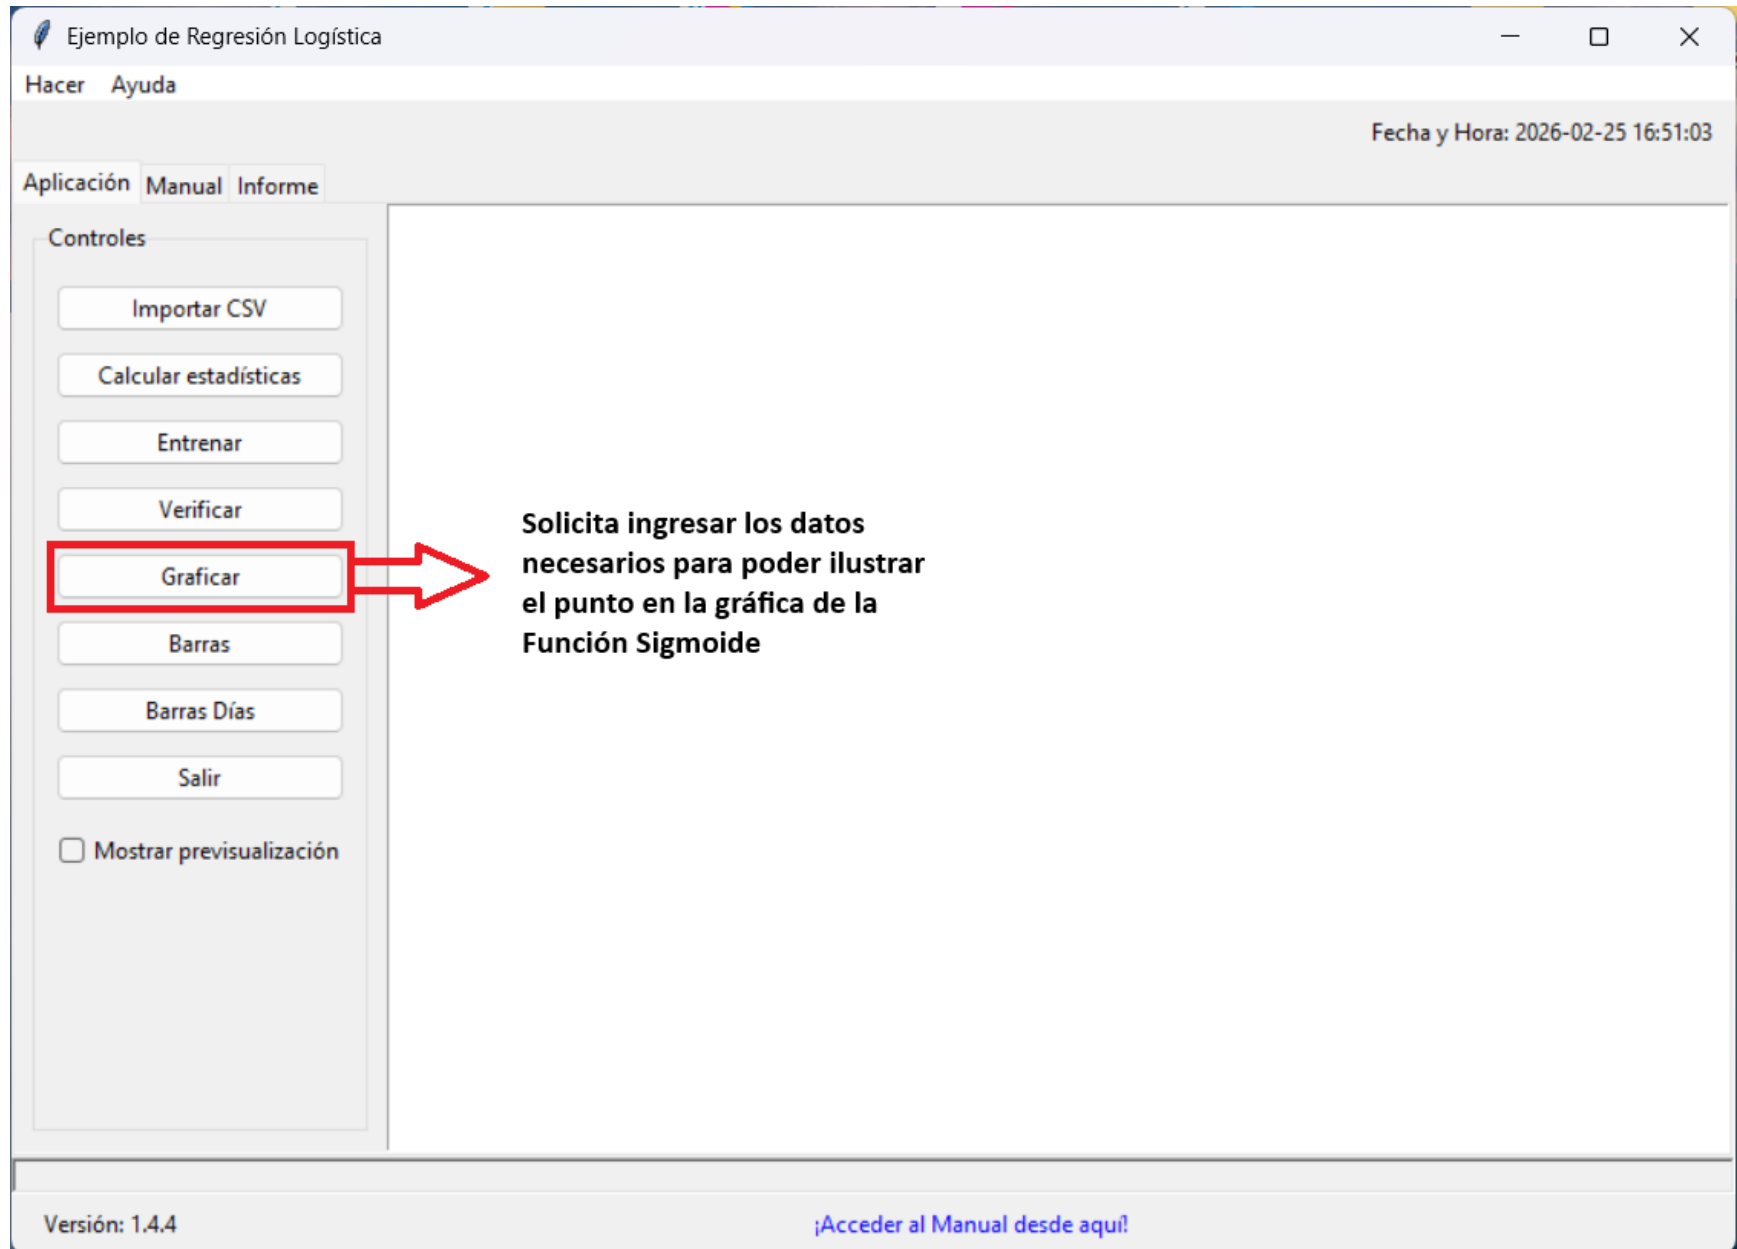 Ejemplo de Regresión Logística
Hacer Ayuda
Fecha y Hora: 2026-02-25 16:51:03
Aplicación Manual Informe
Controles
Importar CSV
Calcular estadísticas
Entrenar
Verificar
Graficar
Barras
Barras Días
Salir
Mostrar previsualización
Solicita ingresar los datos
necesarios para poder ilustrar
el punto en la gráfica de la
Función Sigmoide
Versión: 1.4.4
¡Acceder al Manual desde aquí!